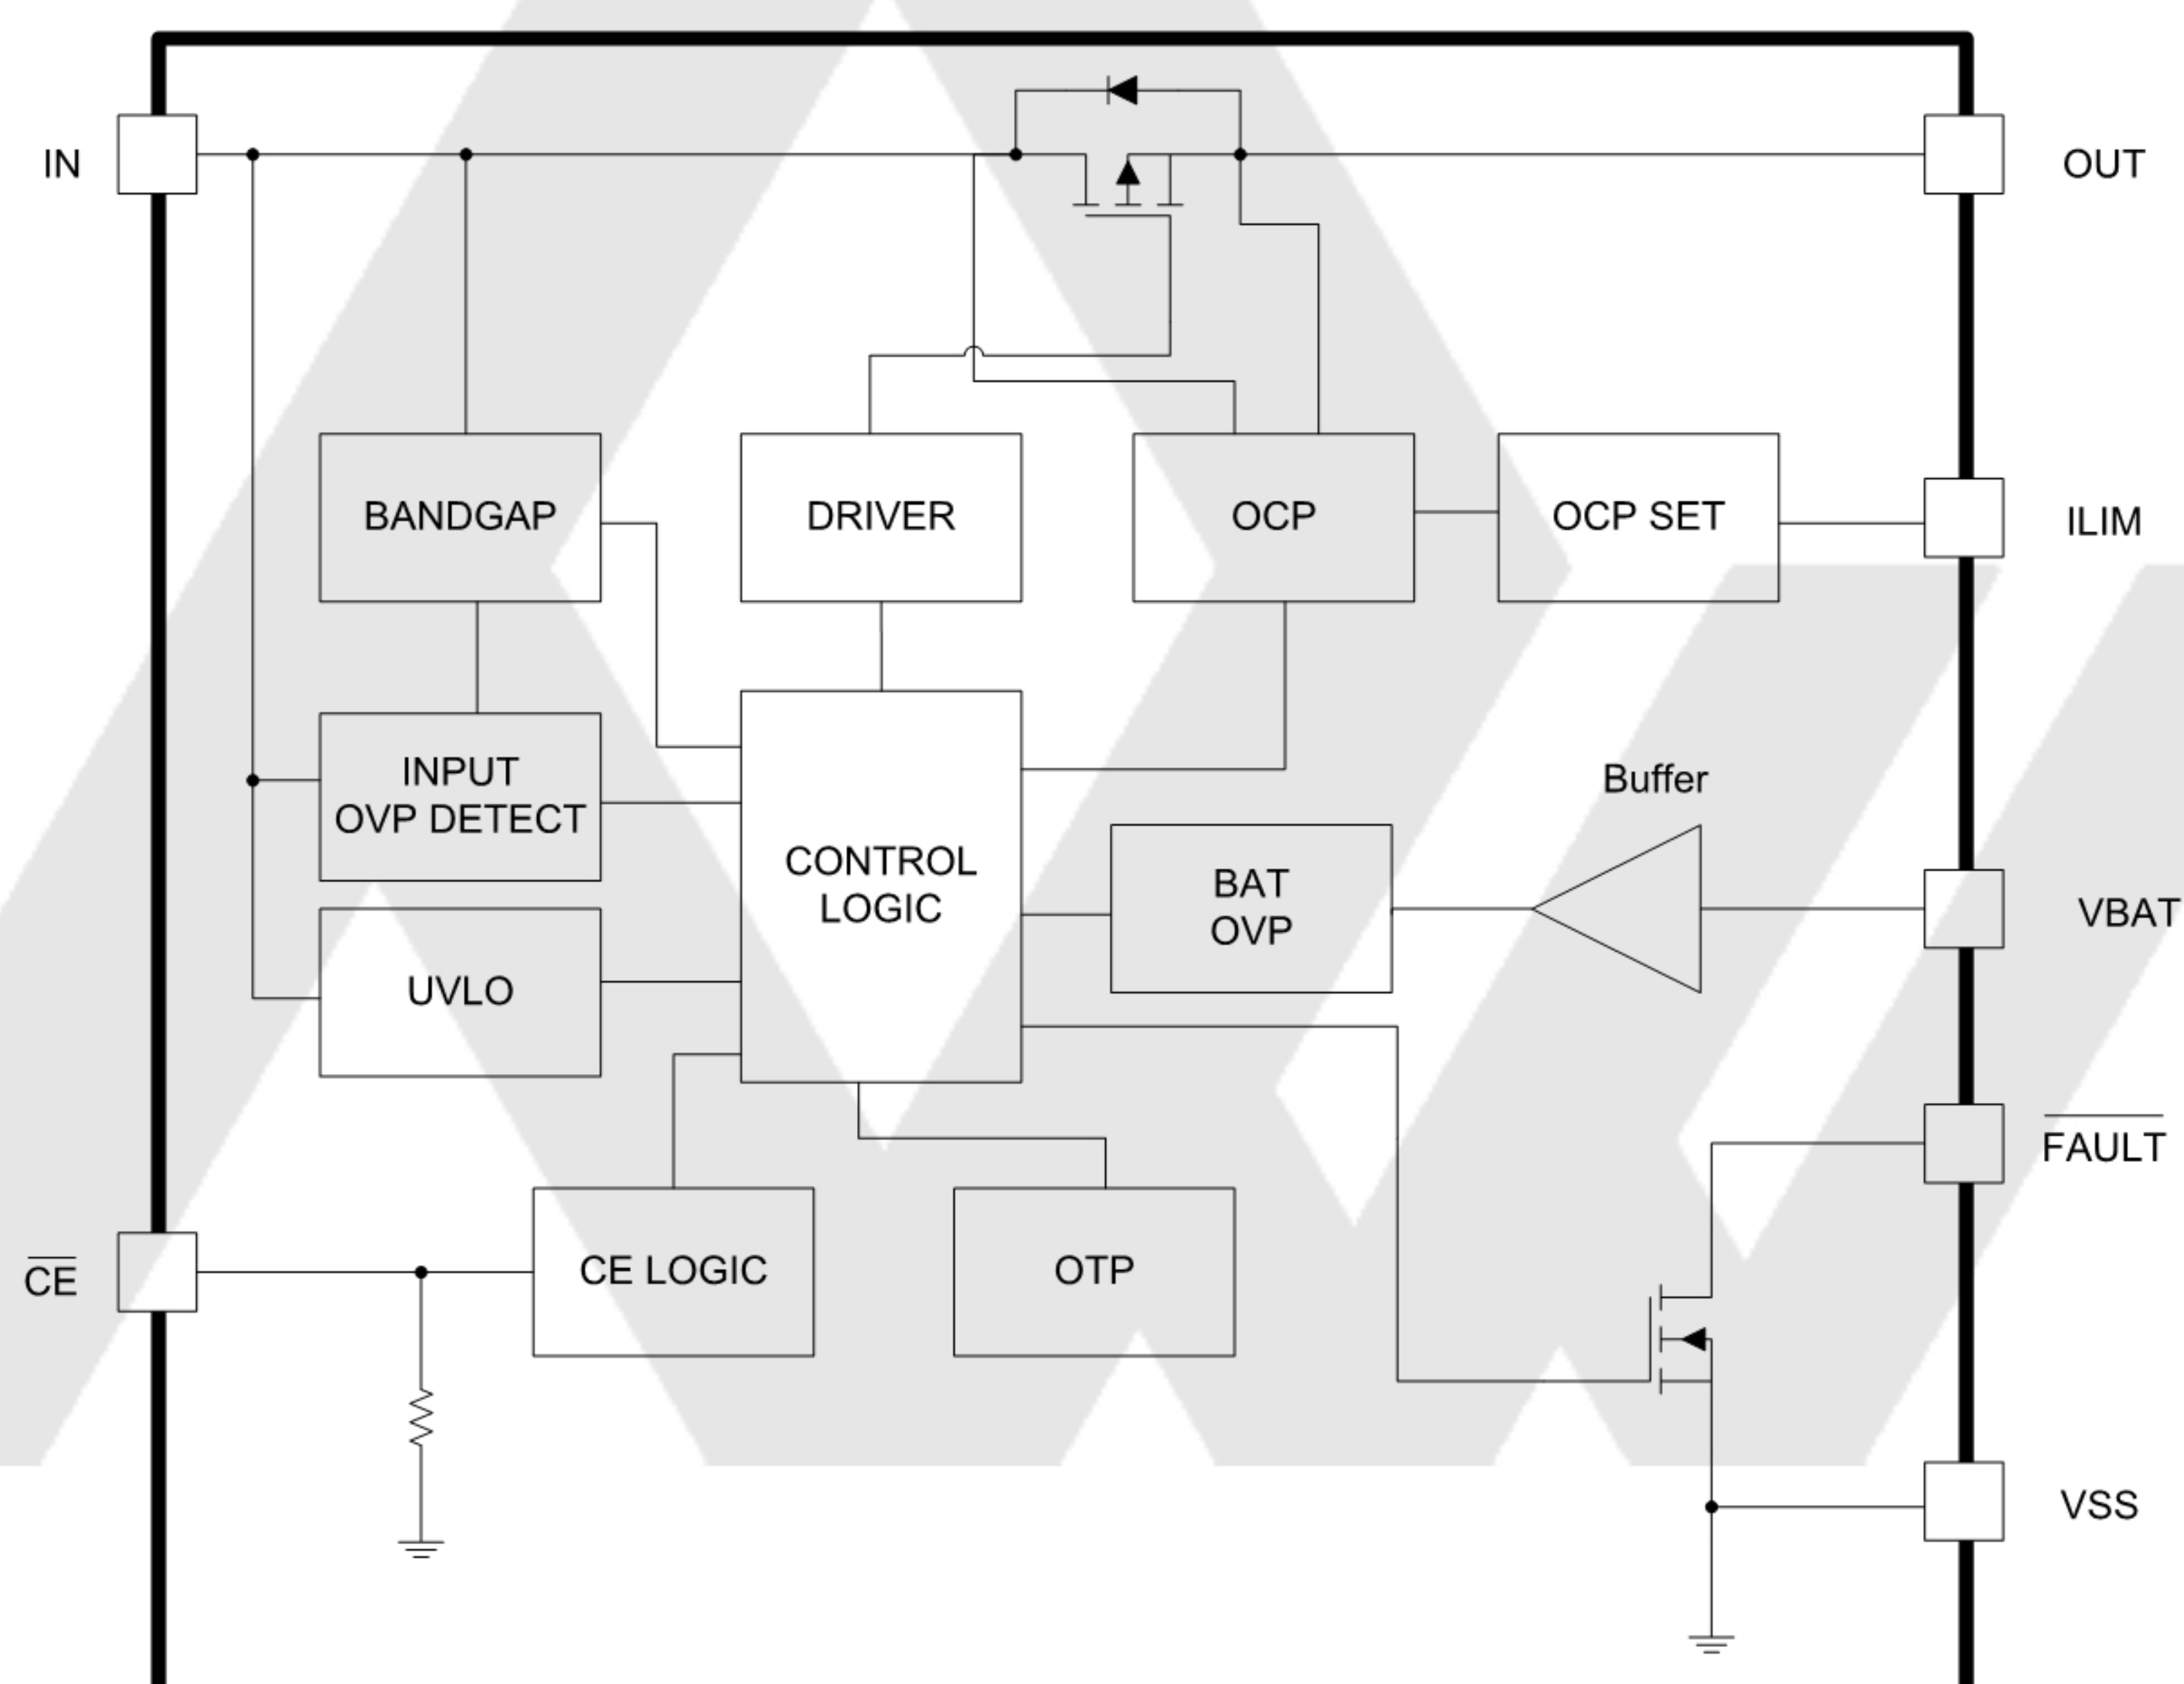 IN
OUT
BANDGAP
DRIVER
OCP
OCP SET
ILIM
INPUT
OVP DETECT
Buffer
CONTROL
LOGIC
BAT
OVP
VBAT
UVLO
FAULT
CE
CE LOGIC
OTP
VSS